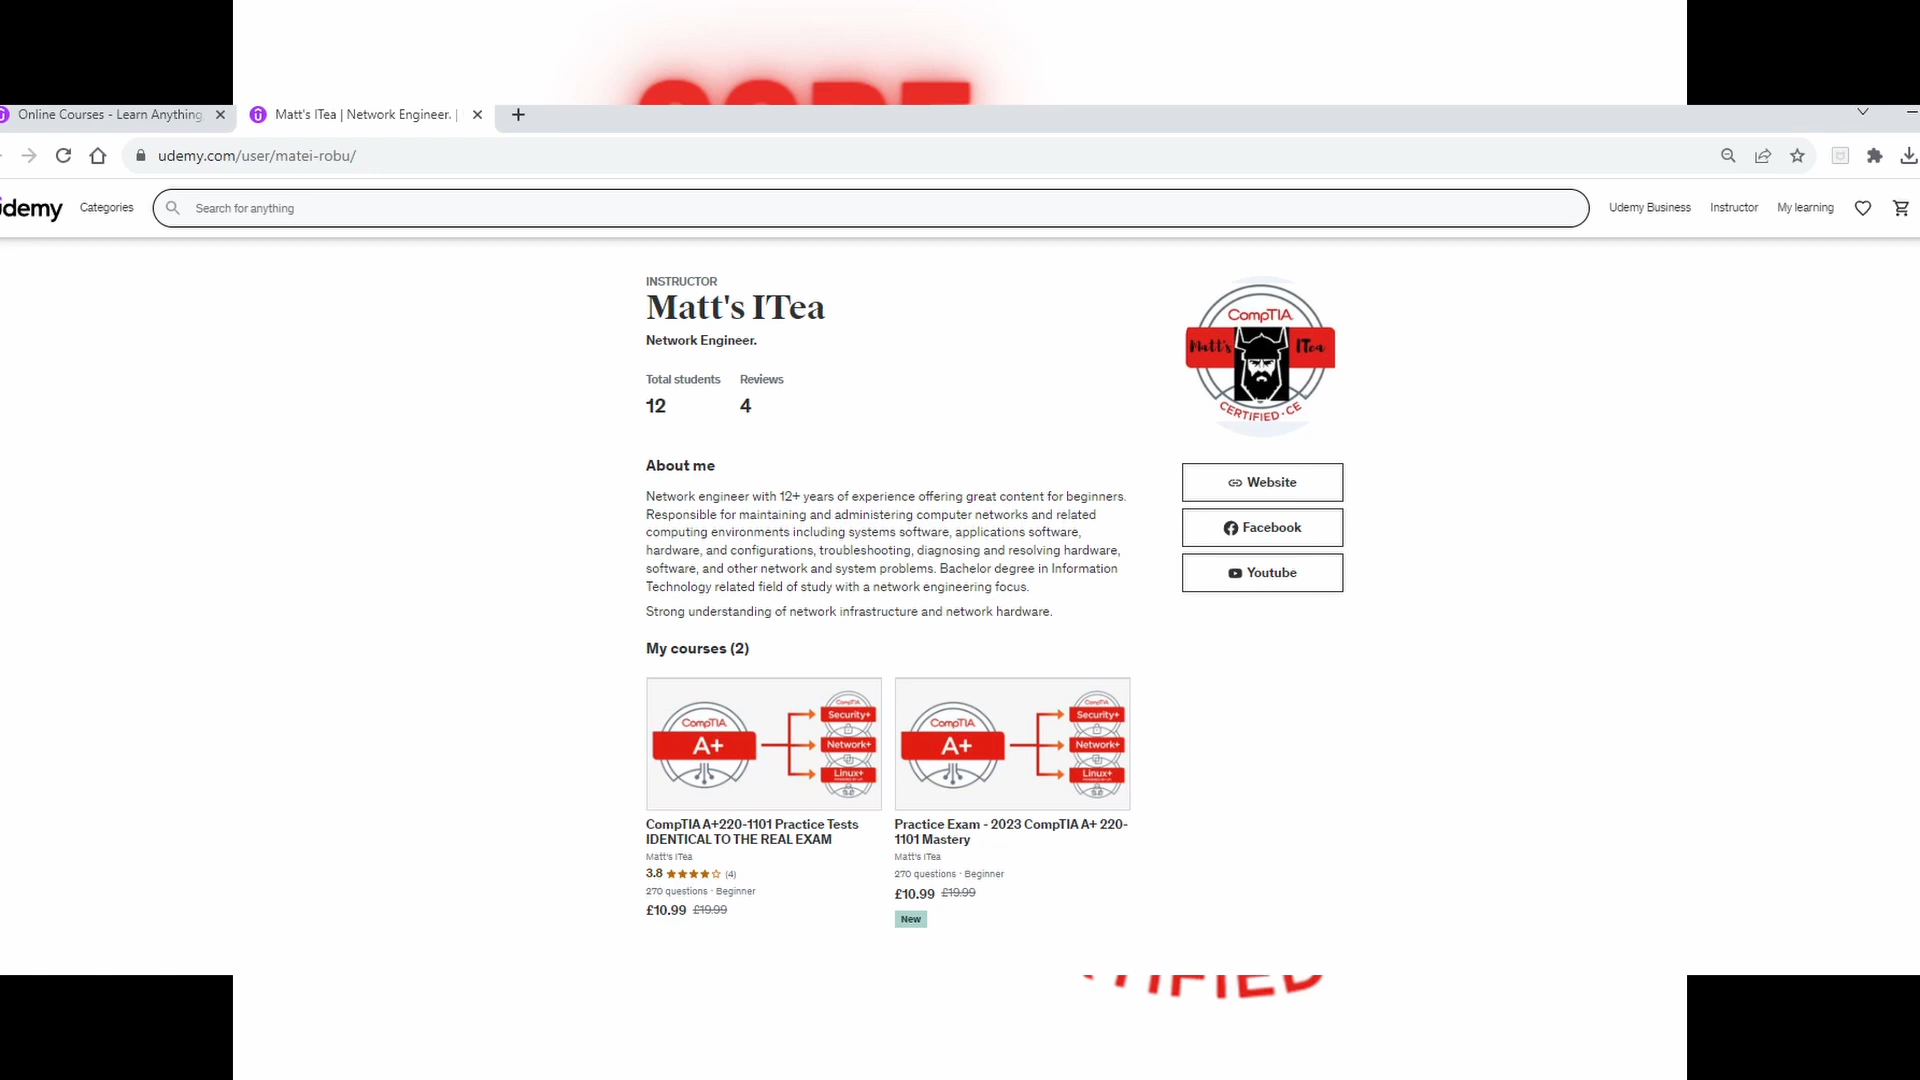 CORE
Online Courses - Learn Anything
Matt's ITea | Network Engineer. |
udemy.com/user/matei-robu/
udemy
Categories
Search for anything
Udemy Business
Instructor
My learning
INSTRUCTOR
Matt's ITea
Network Engineer.
Total students
Reviews
12
4
CompTIA
Matt's ITea
CERTIFIED·CE
About me
Network engineer with 12+ years of experience offering great content for beginners.
Responsible for maintaining and administering computer networks and related
computing environments including systems software, applications software,
hardware, and configurations, troubleshooting, diagnosing and resolving hardware,
software, and other network and system problems. Bachelor degree in Information
Technology related field of study with a network engineering focus.
Strong understanding of network infrastructure and network hardware.
Website
Facebook
Youtube
My courses (2)
CompTIA
A+
CompTIA
Security+
Network+
Linux+
CompTIA
A+
CompTIA
Security+
Network+
Linux+
CompTIA A+220-1101 Practice Tests
IDENTICAL TO THE REAL EXAM
Matt's ITea
3.8 (4)
270 questions · Beginner
£10.99 £19.99
Practice Exam - 2023 CompTIA A+ 220-
1101 Mastery
Matt's ITea
270 questions · Beginner
£10.99 £19.99
New
TIFIED